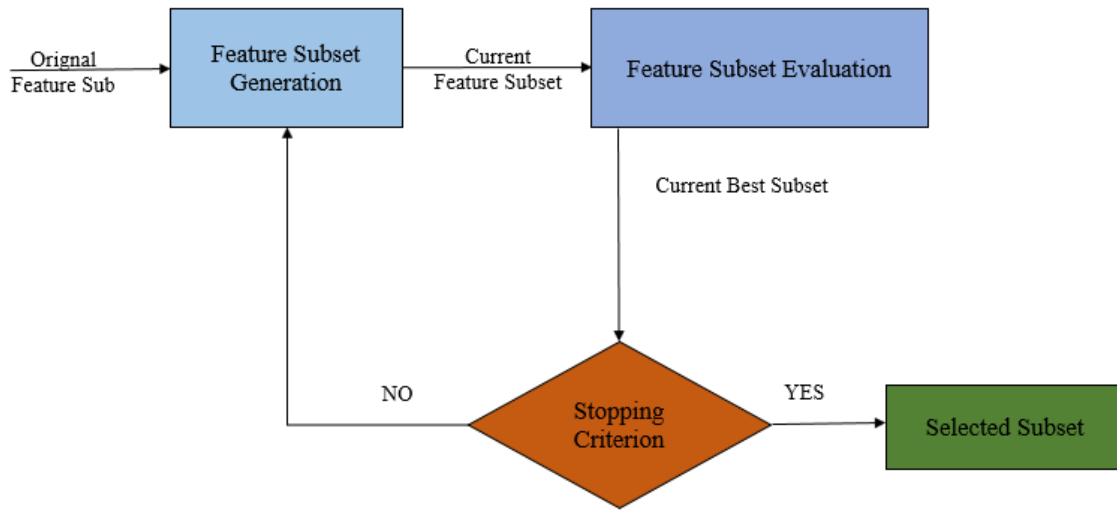 Orignal
Feature Sub
Feature Subset
Generation
Current
Feature Subset
Feature Subset Evaluation
Current Best Subset
NO
Stopping
Criterion
YES
Selected Subset